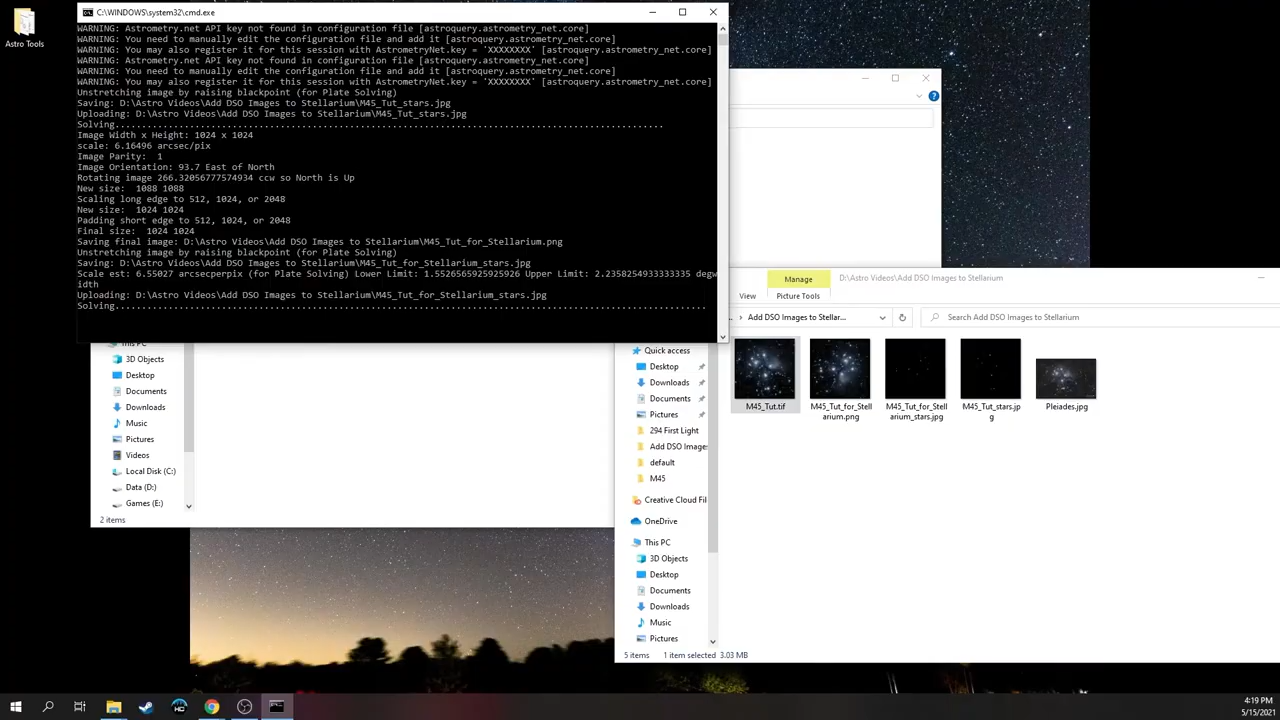 Astro Tools
C:\WINDOWS\system32\cmd.exe
WARNING: Astrometry.net API key not found in configuration file [astroquery.astrometry_net.core]
WARNING: You need to manually edit the configuration file and add it [astroquery.astrometry_net.core]
WARNING: You may also register it for this session with AstrometryNet.key = 'XXXXXXXX' [astroquery.astrometry_net.core]
WARNING: Astrometry.net API key not found in configuration file [astroquery.astrometry_net.core]
WARNING: You need to manually edit the configuration file and add it [astroquery.astrometry_net.core]
WARNING: You may also register it for this session with AstrometryNet.key = 'XXXXXXXX' [astroquery.astrometry_net.core]
Unstretching image by raising blackpoint (for Plate Solving)
Saving: D:\Astro Videos\Add DSO Images to Stellarium\M45_Tut_stars.jpg
Uploading: D:\Astro Videos\Add DSO Images to Stellarium\M45_Tut_stars.jpg
Solving............................................................................................
Image Width x Height: 1024 x 1024
scale: 6.16496 arcsec/pix
Image Parity:  1
Image Orientation: 93.7 East of North
Rotating image 266.32056777574934 ccw so North is Up
New size:  1088 1088
Scaling long edge to 512, 1024, or 2048
New size:  1024 1024
Padding short edge to 512, 1024, or 2048
Final size:  1024 1024
Saving final image: D:\Astro Videos\Add DSO Images to Stellarium\M45_Tut_for_Stellarium.png
Unstretching image by raising blackpoint (for Plate Solving)
Saving: D:\Astro Videos\Add DSO Images to Stellarium\M45_Tut_for_Stellarium_stars.jpg
Scale est: 6.55027 arcsecperpix (for Plate Solving) Lower Limit: 1.5526565925925926 Upper Limit: 2.2358254933333335 degw
idth
Uploading: D:\Astro Videos\Add DSO Images to Stellarium\M45_Tut_for_Stellarium_stars.jpg
Solving....................................................................................................
This PC
3D Objects
Desktop
Documents
Downloads
Music
Pictures
Videos
Local Disk (C:)
Data (D:)
Games (E:)
2 items
Manage
D:\Astro Videos\Add DSO Images to Stellarium
View
Picture Tools
Add DSO Images to Stellar...
Search Add DSO Images to Stellarium
Quick access
Desktop
Downloads
Documents
Pictures
294 First Light
Add DSO Images
default
M45
Creative Cloud Fil
OneDrive
This PC
3D Objects
Desktop
Documents
Downloads
Music
Pictures
M45_Tut.tif
M45_Tut_for_Stell
arium.png
M45_Tut_for_Stell
arium_stars.jpg
M45_Tut_stars.jp
g
Pleiades.jpg
5 items
1 item selected
3.03 MB
4:19 PM
5/15/2021